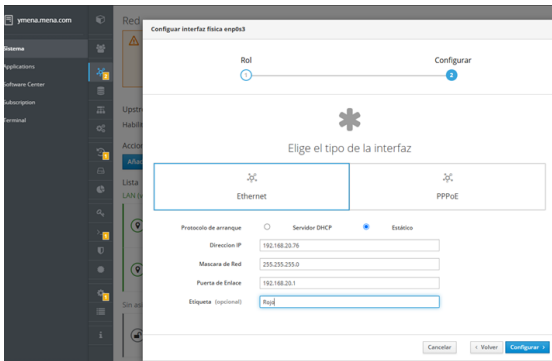 ymena.mena.com
Sistema
Applications
Software Center
Subscription
Terminal
Red
Upstr
Habili
Accior
Añad
Lista
Sin as
Configurar interfaz física enp0s3
Rol
Configurar
1
2
Elige el tipo de la interfaz
Ethernet
PPPoE
Protocolo de arranque
Servidor DHCP
Estático
Direccion IP
192.168.20.76
Mascara de Red
255.255.255.0
Puerta de Enlace
192.168.20.1
Etiqueta (opcional)
Roja
Cancelar
‹ Volver
Configurar ›